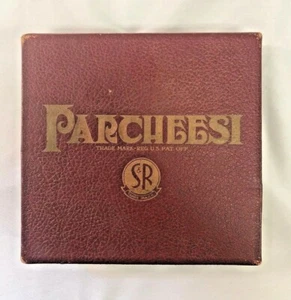 PARCHEESI
TRADE MARK-REG. U.S. PAT. OFF.
SR